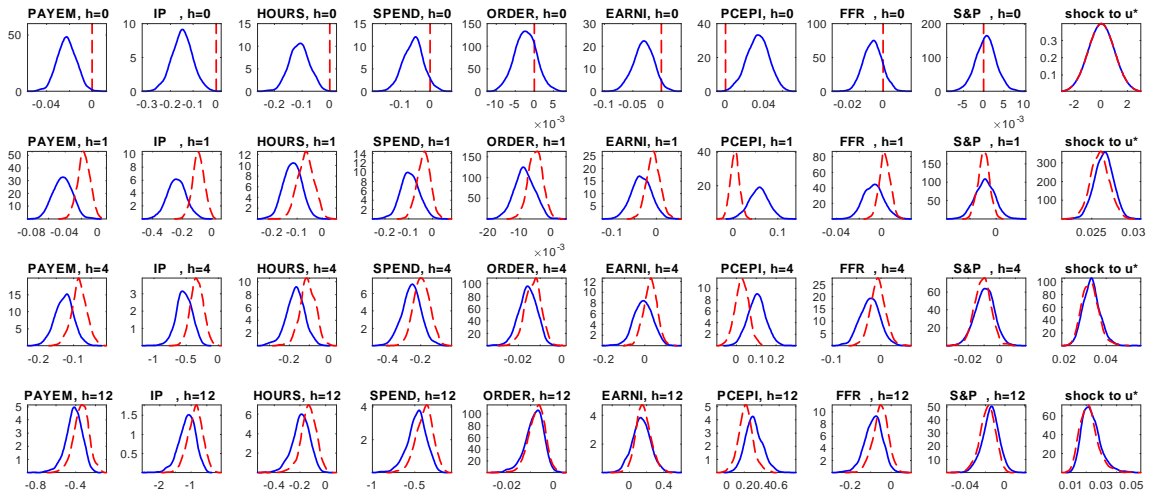 PAYEM, h=0 IP , h=0 HOURS, h=0 SPEND, h=0 ORDER, h=0 EARNI, h=0 PCEPI, h=0 FFR , h=0 S&P , h=0 shock to u*
50 0
5 0
20 10 0
20 10 0
150 100 50 0
30 20 10 0
40 20 0
100 50 0
200 150 100 50 0
0.3 0.2 0.1
-0.04 0 -0.3 -0.2 -0.1 0 -0.2 -0.1 0 -0.1 0 -10 -5 0 5 -0.1 -0.05 0 0 0.04 -0.02 0 -5 0 5 10 -2 0 2
×10⁻³ ×10⁻³
PAYEM, h=1 IP , h=1 HOURS, h=1 SPEND, h=1 ORDER, h=1 EARNI, h=1 PCEPI, h=1 FFR , h=1 S&P , h=1 shock to u*
50 40 30 20 10
10 5
12 10 8 6 4 2
14 12 10 8 6 4 2
150 100 50
25 20 15 10 5
40 20 0
80 60 40 20
150 100 50
300 200 100
-0.08 -0.04 0 -0.4 -0.2 0 -0.2 -0.1 0 -0.2 -0.1 0 -20 -10 0 -0.1 0 0 0.1 -0.04 0 -0.02 0 0.025 0.03
×10⁻³
PAYEM, h=4 IP , h=4 HOURS, h=4 SPEND, h=4 ORDER, h=4 EARNI, h=4 PCEPI, h=4 FFR , h=4 S&P , h=4 shock to u*
15 10 5
3 2 1
10 8 6 4 2
6 4 2
100 80 60 40 20
12 10 8 6 4 2
10 5 0
25 20 15 10 5
60 40 20
100 80 60 40 20
-0.2 -0.1 0 -1 -0.5 0 -0.2 0 -0.4 -0.2 0 -0.02 0 -0.2 0 0 0.1 0.2 -0.1 0 -0.02 0 0.02 0.04
PAYEM, h=12 IP , h=12 HOURS, h=12 SPEND, h=12 ORDER, h=12 EARNI, h=12 PCEPI, h=12 FFR , h=12 S&P , h=12 shock to u*
5 4 3 2 1
1.5 1 0.5
6 4 2
4 2
100 80 60 40 20
4 2
5 4 3 2 1 0
10 8 6 4 2
50 40 30 20 10
60 40 20
-0.8 -0.4 -2 -1 -0.4 -0.2 0 -1 -0.5 -0.02 0 0 0.4 0 0.2 0.4 0.6 -0.2 0 -0.04 0 0.01 0.03 0.05